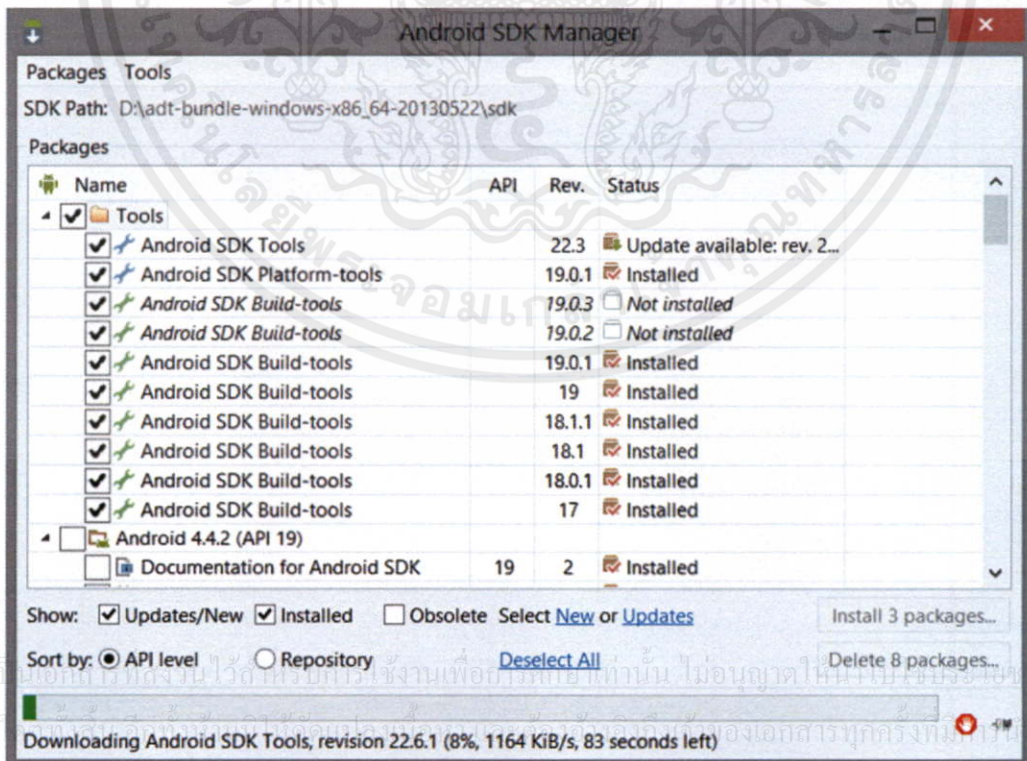 Android SDK Manager
Packages Tools
SDK Path: D:\adt-bundle-windows-x86_64-20130522\sdk
Packages
Name API Rev. Status
Tools
Android SDK Tools 22.3 Update available: rev. 2...
Android SDK Platform-tools 19.0.1 Installed
Android SDK Build-tools 19.0.3 Not installed
Android SDK Build-tools 19.0.2 Not installed
Android SDK Build-tools 19.0.1 Installed
Android SDK Build-tools 19 Installed
Android SDK Build-tools 18.1.1 Installed
Android SDK Build-tools 18.1 Installed
Android SDK Build-tools 18.0.1 Installed
Android SDK Build-tools 17 Installed
Android 4.4.2 (API 19)
Documentation for Android SDK 19 2 Installed
Show: Updates/New Installed Obsolete Select New or Updates Install 3 packages...
Sort by: API level Repository Deselect All Delete 8 packages...
Downloading Android SDK Tools, revision 22.6.1 (8%, 1164 KiB/s, 83 seconds left)